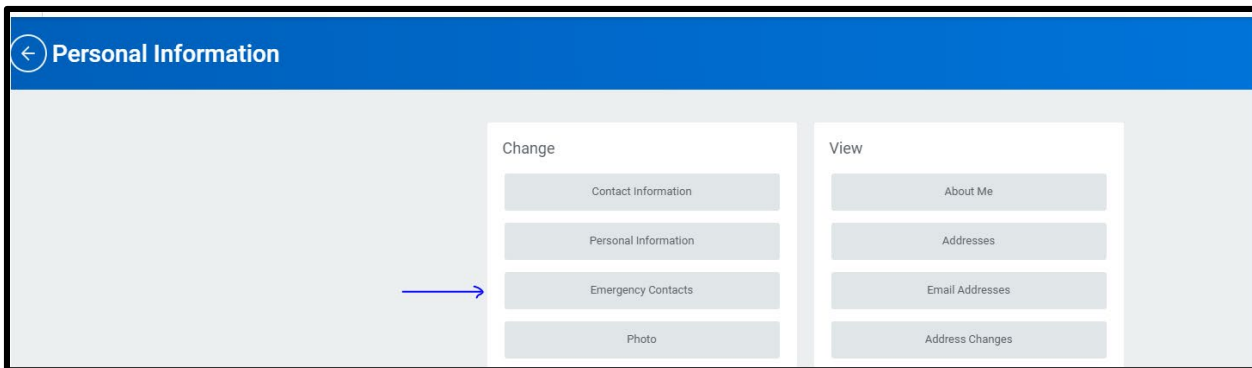 Personal Information
Change
Contact Information
Personal Information
Emergency Contacts
Photo
View
About Me
Addresses
Email Addresses
Address Changes